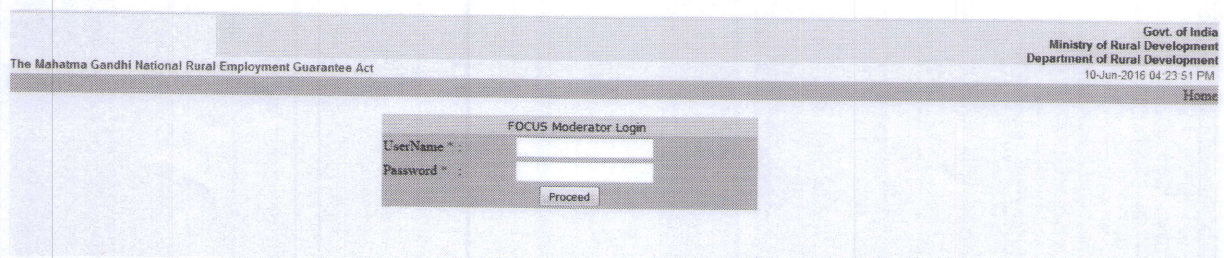 Govt. of India
Ministry of Rural Development
Department of Rural Development
The Mahatma Gandhi National Rural Employment Guarantee Act
10-Jun-2016 04:23:51 PM
Home
FOCUS Moderator Login
UserName * :
Password * :
Proceed